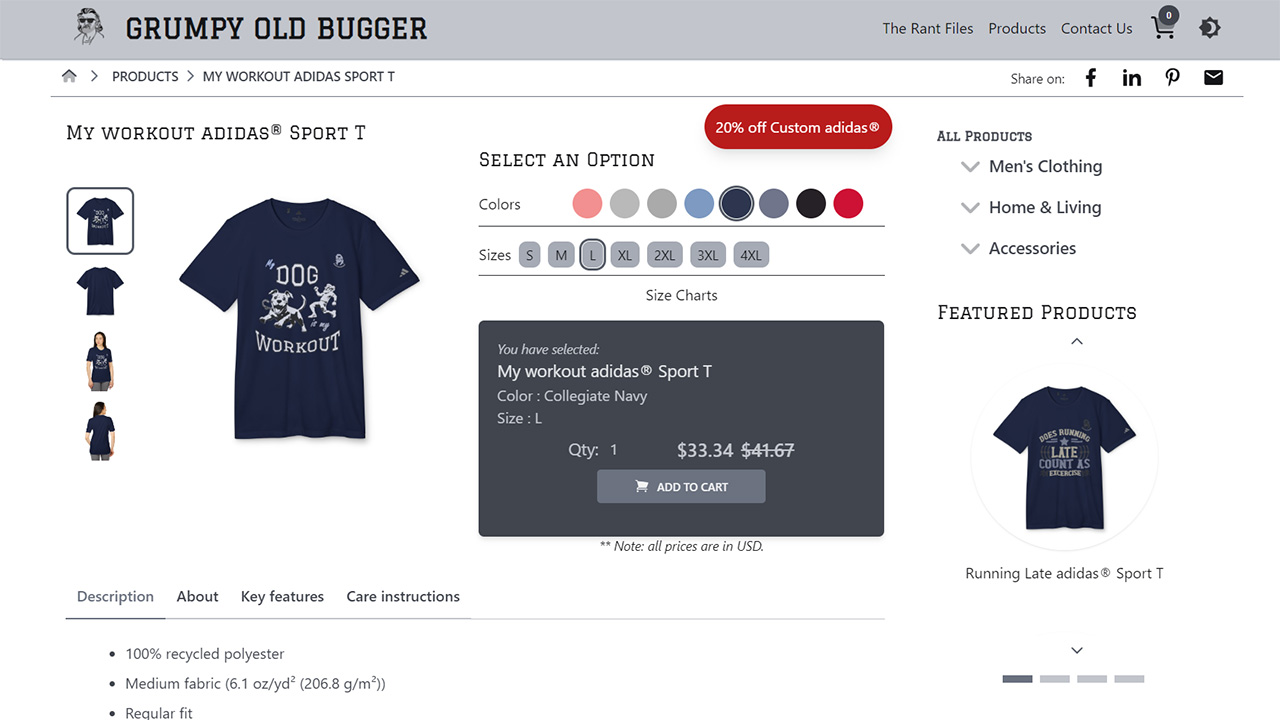 GRUMPY OLD BUGGER
The Rant Files Products Contact Us 0
PRODUCTS MY WORKOUT ADIDAS SPORT T
Share on:
My workout adidas® Sport T
20% off Custom adidas®
Select an Option
Colors
Sizes S M L XL 2XL 3XL 4XL
Size Charts
My
DOG
is my
WORKOUT
You have selected:
My workout adidas® Sport T
Color : Collegiate Navy
Size : L
Qty: 1 $33.34 $41.67
ADD TO CART
** Note: all prices are in USD.
All Products
Men's Clothing
Home & Living
Accessories
Featured Products
DOES RUNNING
LATE
COUNT AS
EXERCISE
Running Late adidas® Sport T
Description About Key features Care instructions
100% recycled polyester
Medium fabric (6.1 oz/yd² (206.8 g/m²))
Regular fit